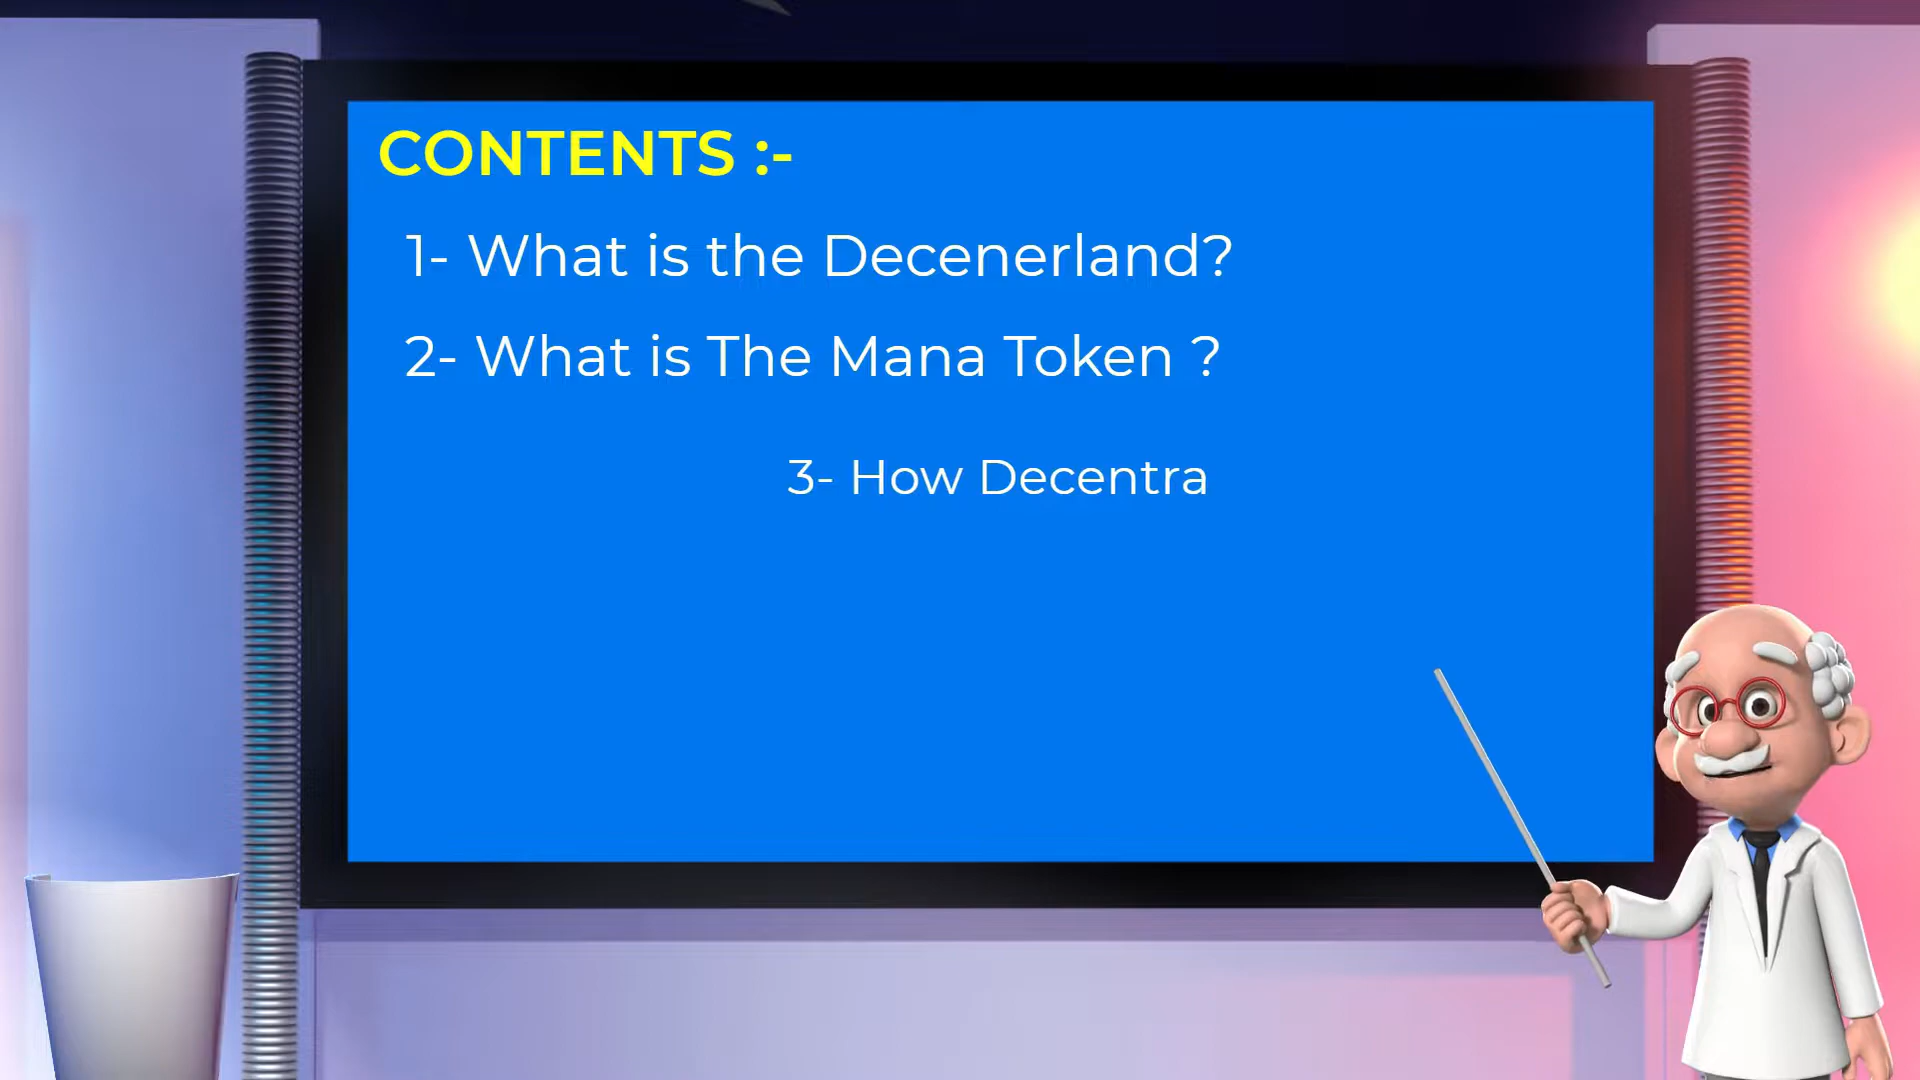 CONTENTS :-
1- What is the Decenerland?
2- What is The Mana Token ?
3- How Decentra